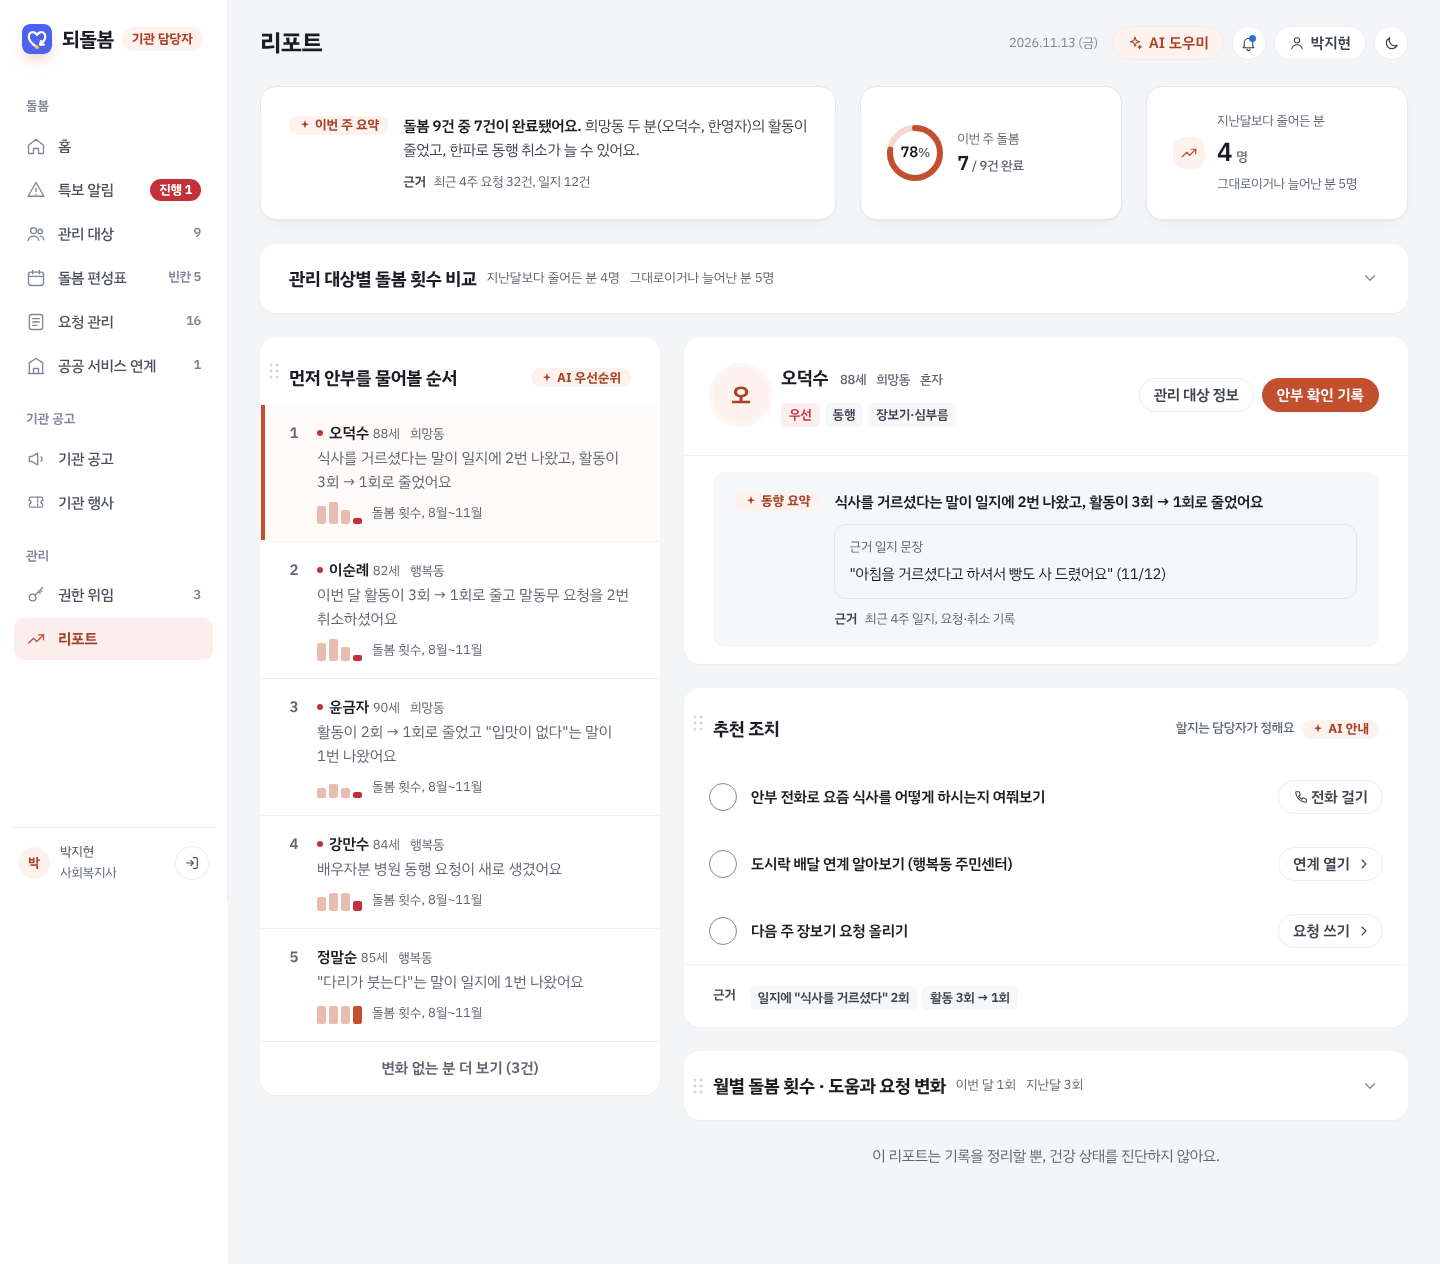 되돌봄 기관 담당자
돌봄
홈
특보 알림 진행 1
관리 대상 9
돌봄 편성표 빈칸 5
요청 관리 16
공공 서비스 연계 1
기관 공고
기관 공고
기관 행사
관리
권한 위임 3
리포트
박 박지현
사회복지사
리포트
2026.11.13 (금) AI 도우미 박지현
이번 주 요약 돌봄 9건 중 7건이 완료됐어요. 희망동 두 분(오덕수, 한영자)의 활동이
줄었고, 한파로 동행 취소가 늘 수 있어요.
근거 최근 4주 요청 32건, 일지 12건
78% 이번 주 돌봄
7 / 9건 완료
지난달보다 줄어든 분
4 명
그대로이거나 늘어난 분 5명
관리 대상별 돌봄 횟수 비교 지난달보다 줄어든 분 4명 그대로이거나 늘어난 분 5명
먼저 안부를 물어볼 순서 AI 우선순위
1 오덕수 88세 희망동
식사를 거르셨다는 말이 일지에 2번 나왔고, 활동이
3회 → 1회로 줄었어요
돌봄 횟수, 8월~11월
2 이순례 82세 행복동
이번 달 활동이 3회 → 1회로 줄고 말동무 요청을 2번
취소하셨어요
돌봄 횟수, 8월~11월
3 윤금자 90세 희망동
활동이 2회 → 1회로 줄었고 "입맛이 없다"는 말이
1번 나왔어요
돌봄 횟수, 8월~11월
4 강만수 84세 행복동
배우자분 병원 동행 요청이 새로 생겼어요
돌봄 횟수, 8월~11월
5 정말순 85세 행복동
"다리가 붓는다"는 말이 일지에 1번 나왔어요
돌봄 횟수, 8월~11월
변화 없는 분 더 보기 (3건)
오 오덕수 88세 희망동 혼자
우선 동행 장보기·심부름
관리 대상 정보 안부 확인 기록
동향 요약 식사를 거르셨다는 말이 일지에 2번 나왔고, 활동이 3회 → 1회로 줄었어요
근거 일지 문장
"아침을 거르셨다고 하셔서 빵도 사 드렸어요" (11/12)
근거 최근 4주 일지, 요청·취소 기록
추천 조치 할지는 담당자가 정해요 AI 안내
안부 전화로 요즘 식사를 어떻게 하시는지 여쭤보기 전화 걸기
도시락 배달 연계 알아보기 (행복동 주민센터) 연계 열기
다음 주 장보기 요청 올리기 요청 쓰기
근거 일지에 "식사를 거르셨다" 2회 활동 3회 → 1회
월별 돌봄 횟수 · 도움과 요청 변화 이번 달 1회 지난달 3회
이 리포트는 기록을 정리할 뿐, 건강 상태를 진단하지 않아요.